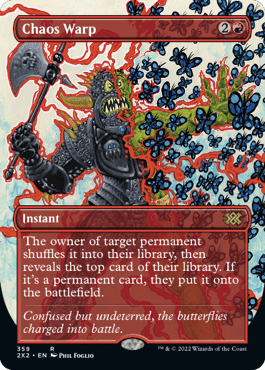 Chaos Warp 2
Instant
The owner of target permanent
shuffles it into their library, then
reveals the top card of their library. If
it's a permanent card, they put it onto
the battlefield.
Confused but undeterred, the butterflies
charged into battle.
359 R
2X2 • EN PHIL FOGLIO
™ & © 2022 Wizards of the Coast